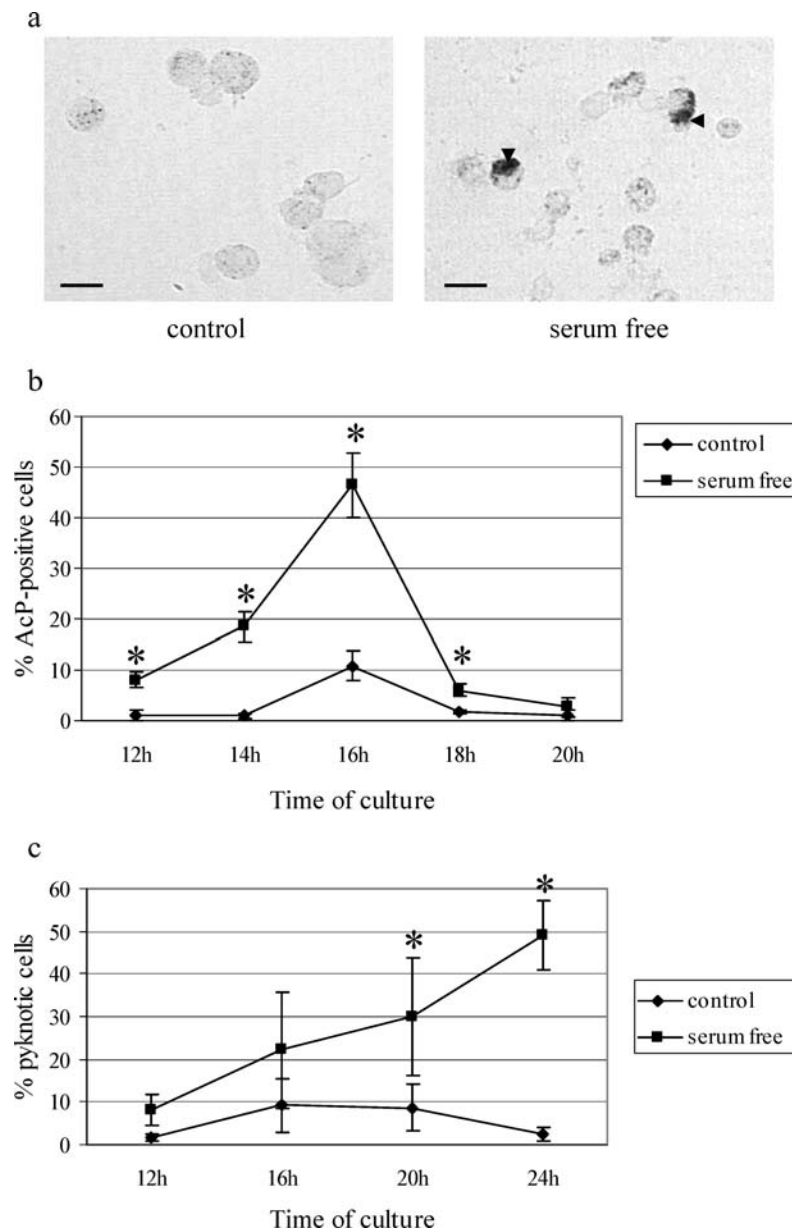 a
control
serum free
b
60
50
40
30
20
10
0
% AcP-positive cells
*
*
*
*
12h 14h 16h 18h 20h
Time of culture
control
serum free
c
60
50
40
30
20
10
0
% pyknotic cells
*
*
12h 16h 20h 24h
Time of culture
control
serum free